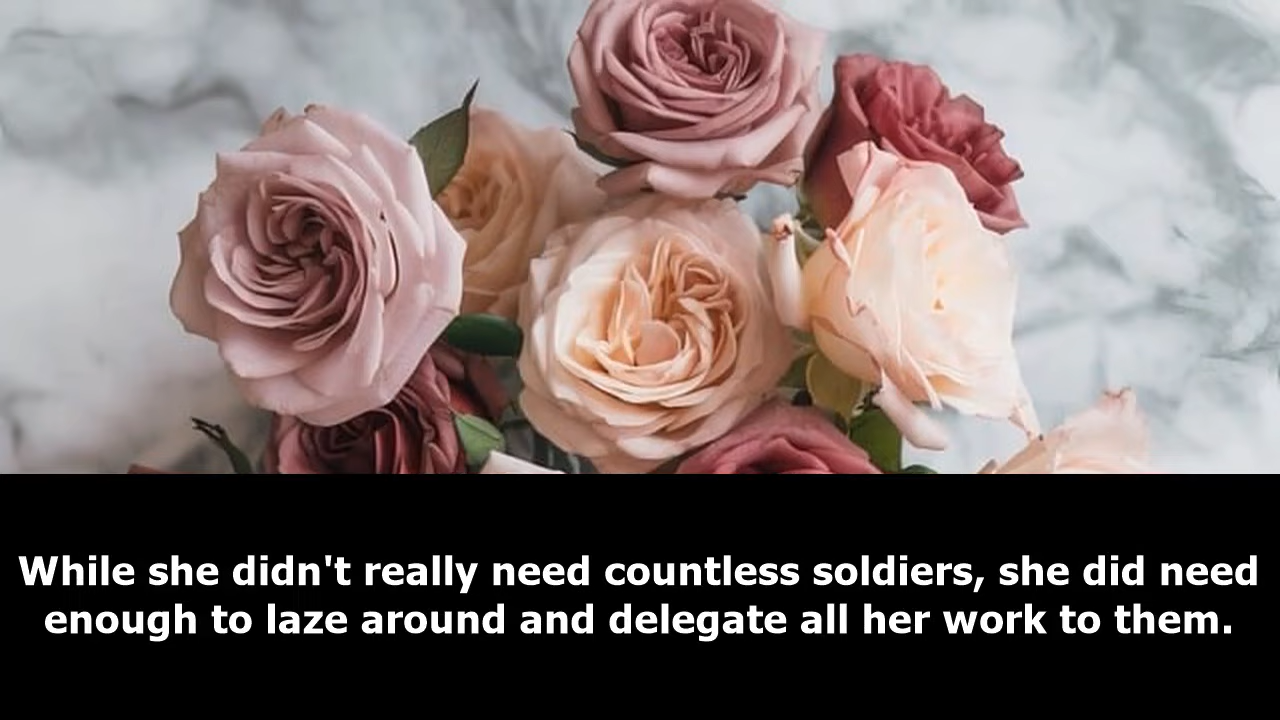 While she didn't really need countless soldiers, she did need
enough to laze around and delegate all her work to them.